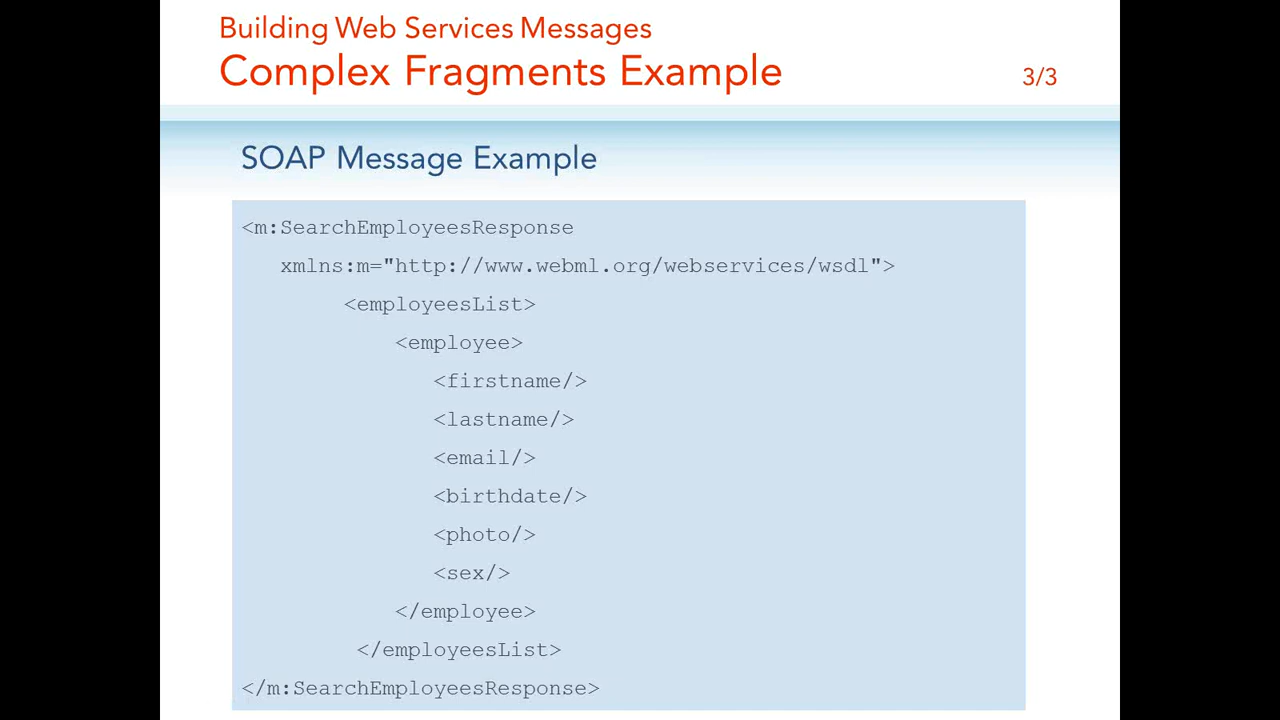 Building Web Services Messages
Complex Fragments Example
3/3
SOAP Message Example
<m:SearchEmployeesResponse
xmlns:m="http://www.webml.org/webservices/wsdl">
<employeesList>
<employee>
<firstname/>
<lastname/>
<email/>
<birthdate/>
<photo/>
<sex/>
</employee>
</employeesList>
</m:SearchEmployeesResponse>